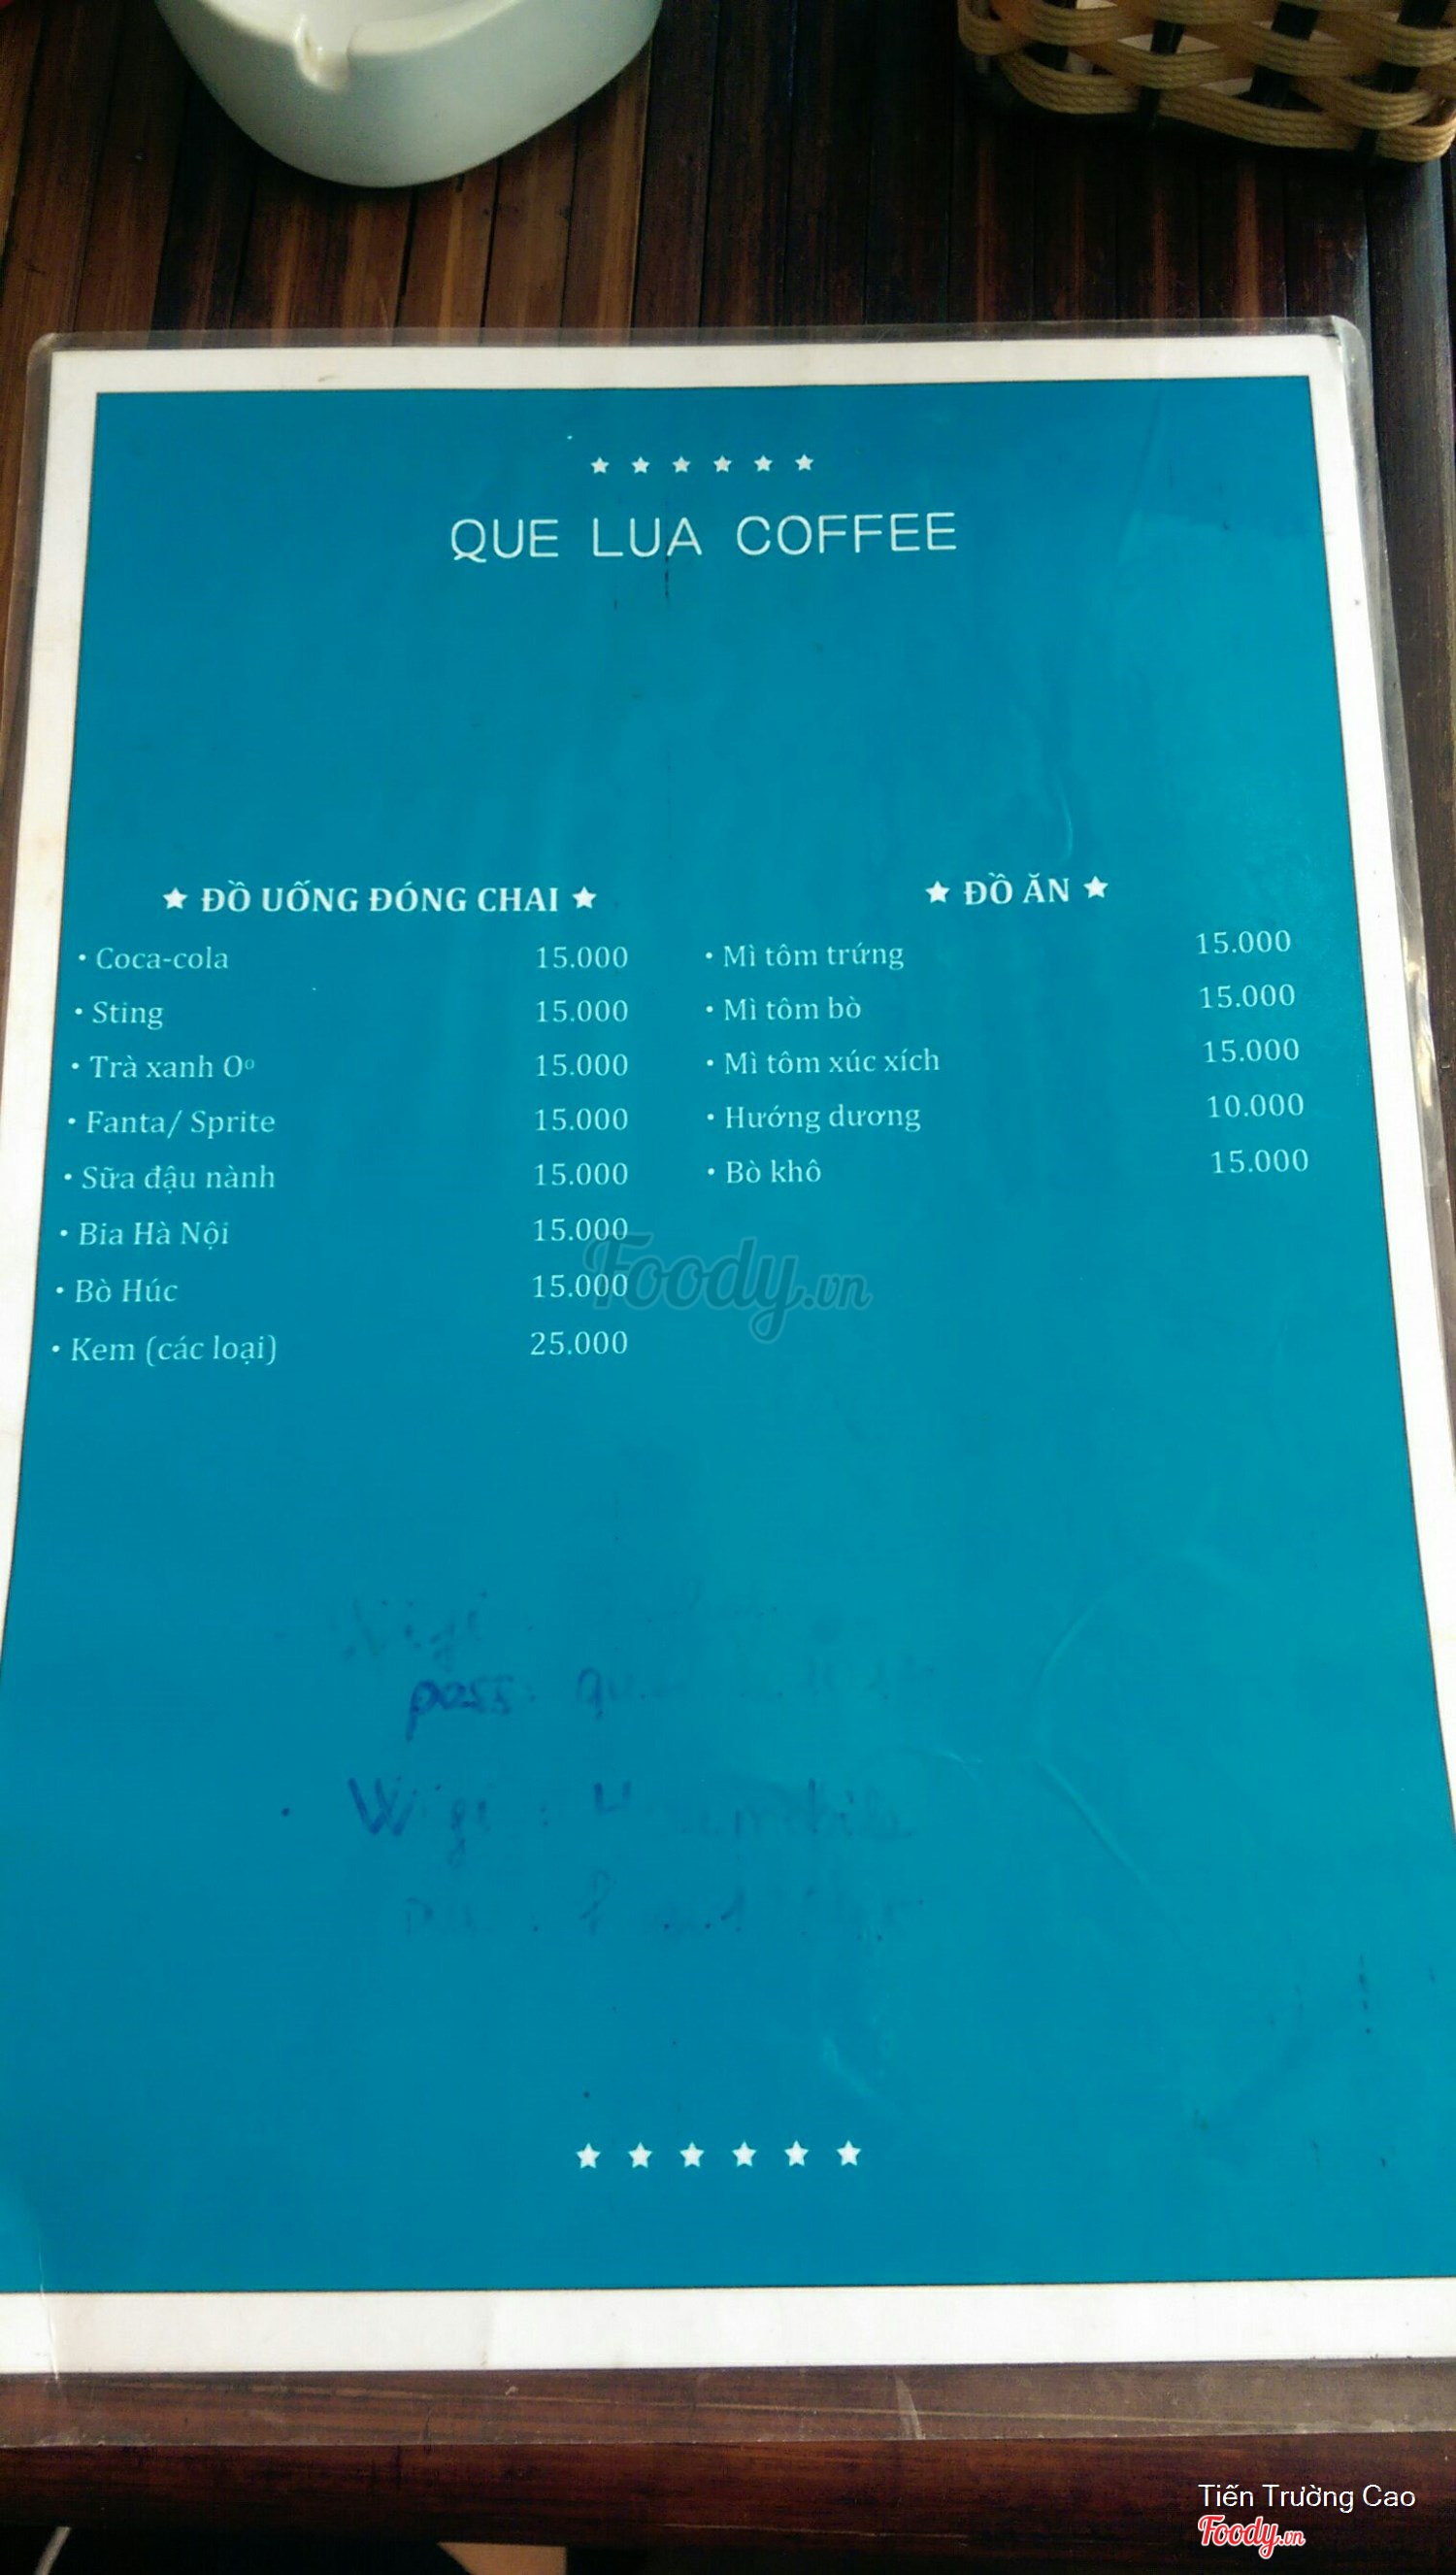 QUE LUA COFFEE
★ ĐỒ UỐNG ĐÓNG CHAI ★
• Coca-cola 15.000
• Sting 15.000
• Trà xanh Oº 15.000
• Fanta/ Sprite 15.000
• Sữa đậu nành 15.000
• Bia Hà Nội 15.000
• Bò Húc 15.000
• Kem (các loại) 25.000
★ ĐỒ ĂN ★
• Mì tôm trứng 15.000
• Mì tôm bò 15.000
• Mì tôm xúc xích 15.000
• Hướng dương 10.000
• Bò khô 15.000
Foody.vn
pass:
Tiến Trường Cao
Foody.vn